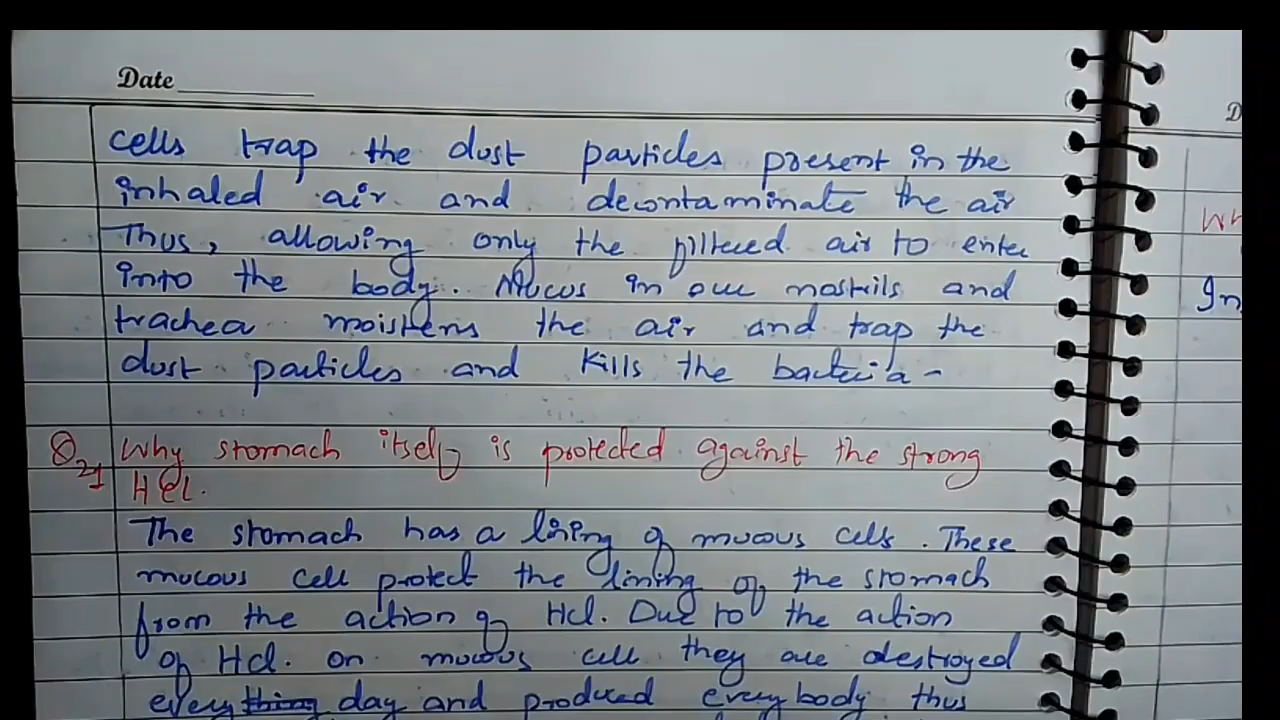 Date
cells trap the dust particles present in the
inhaled air and decontaminate the air
Thus, allowing only the filtered air to enter
into the body. Mucus in our nostrils and
trachea moistens the air and trap the
dust particles and kills the bacteria -
Q21 Why stomach itself is protected against the strong
HCl.
The stomach has a lining of mucous cells. These
mucous cell protect the lining of the stomach
from the action of Hcl. Due to the action
of Hcl. on mucous cell they are destroyed
everything day and produced everybody thus
D
Wh
In